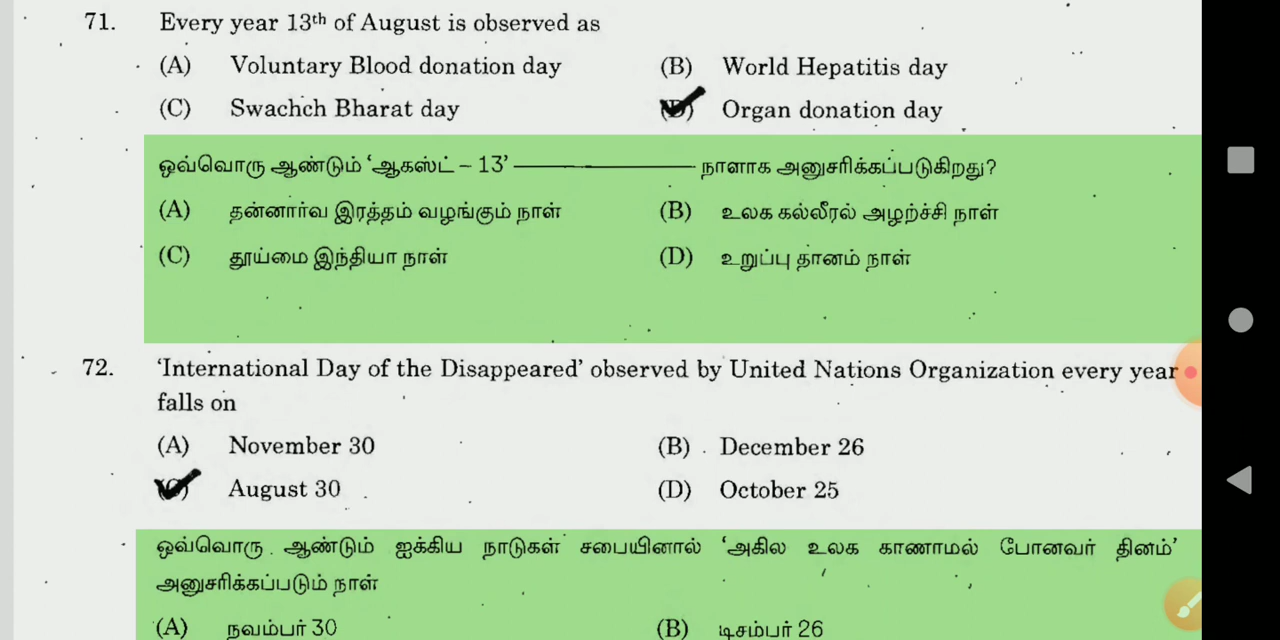 71. Every year 13th of August is observed as
(A) Voluntary Blood donation day (B) World Hepatitis day
(C) Swachch Bharat day (D) Organ donation day
ஒவ்வொரு ஆண்டும் ‘ஆகஸ்ட் – 13’ ———————— நாளாக அனுசரிக்கப்படுகிறது?
(A) தன்னார்வ இரத்தம் வழங்கும் நாள் (B) உலக கல்லீரல் அழற்ச்சி நாள்
(C) தூய்மை இந்தியா நாள் (D) உறுப்பு தானம் நாள்
72. ‘International Day of the Disappeared’ observed by United Nations Organization every year
falls on
(A) November 30 (B) December 26
(C) August 30 (D) October 25
ஒவ்வொரு ஆண்டும் ஐக்கிய நாடுகள் சபையினால் ‘அகில உலக காணாமல் போனவர் தினம்’
அனுசரிக்கப்படும் நாள்
(A) நவம்பர் 30 (B) டிசம்பர் 26